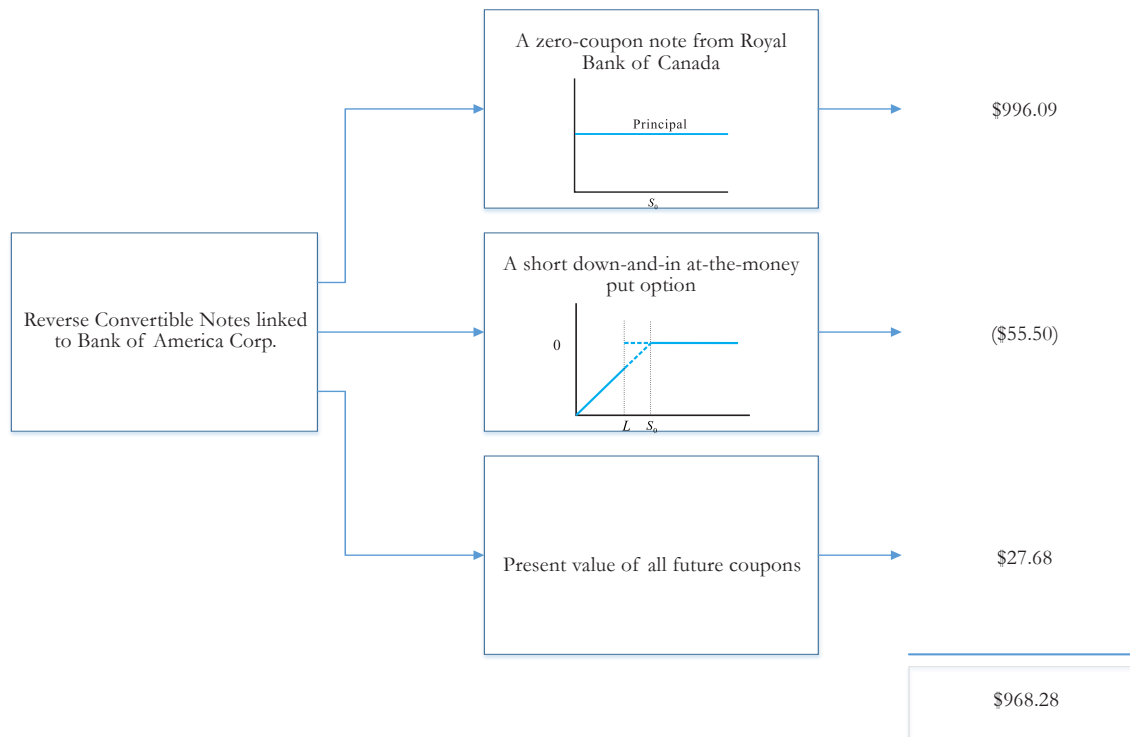 A zero-coupon note from Royal
Bank of Canada
Principal
S₀
$996.09
Reverse Convertible Notes linked
to Bank of America Corp.
A short down-and-in at-the-money
put option
0
L S₀
($55.50)
Present value of all future coupons
$27.68
$968.28